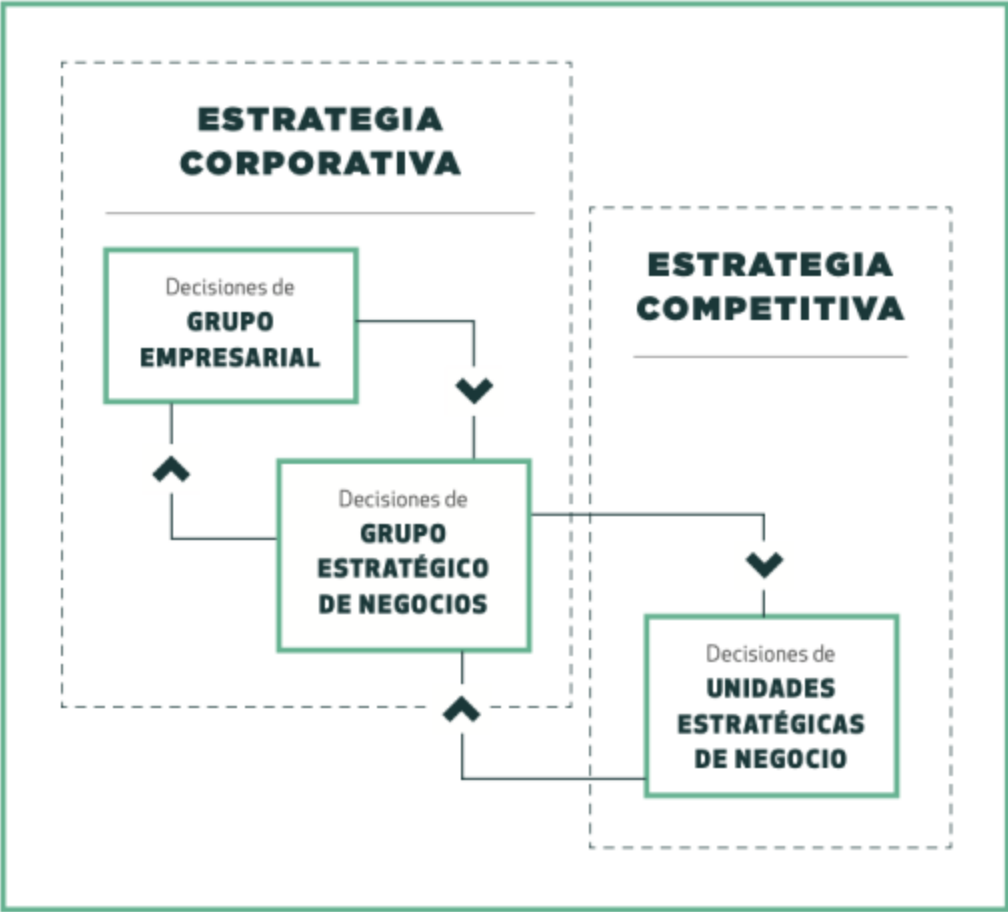 ESTRATEGIA
CORPORATIVA
Decisiones de
GRUPO
EMPRESARIAL
Decisiones de
GRUPO
ESTRATÉGICO
DE NEGOCIOS
ESTRATEGIA
COMPETITIVA
Decisiones de
UNIDADES
ESTRATÉGICAS
DE NEGOCIO